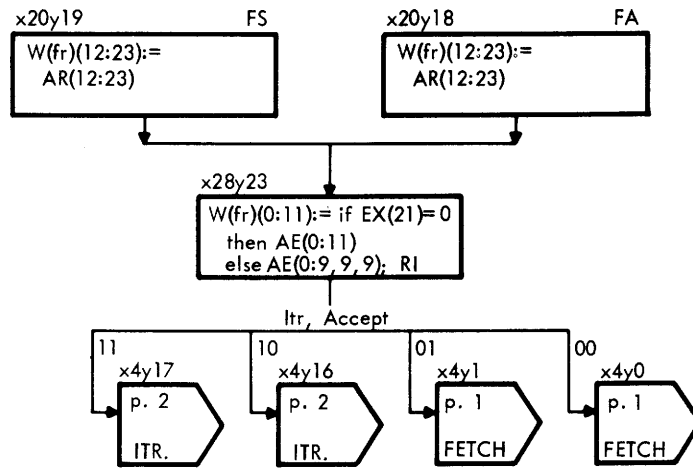 x20y19 FS
W(fr)(12:23):=
AR(12:23)
x20y18 FA
W(fr)(12:23):=
AR(12:23)
x28y23
W(fr)(0:11):= if EX(21)=0
then AE(0:11)
else AE(0:9,9,9); RI
Itr, Accept
11
x4y17
p. 2
ITR.
10
x4y16
p. 2
ITR.
01
x4y1
p. 1
FETCH
00
x4y0
p. 1
FETCH